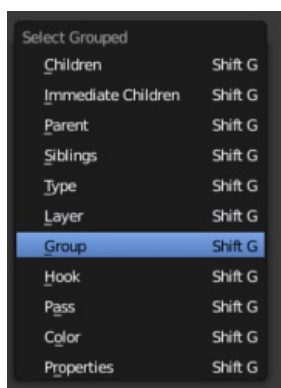 Select Grouped
Children Shift G
Immediate Children Shift G
Parent Shift G
Siblings Shift G
Type Shift G
Layer Shift G
Group Shift G
Hook Shift G
Pass Shift G
Color Shift G
Properties Shift G